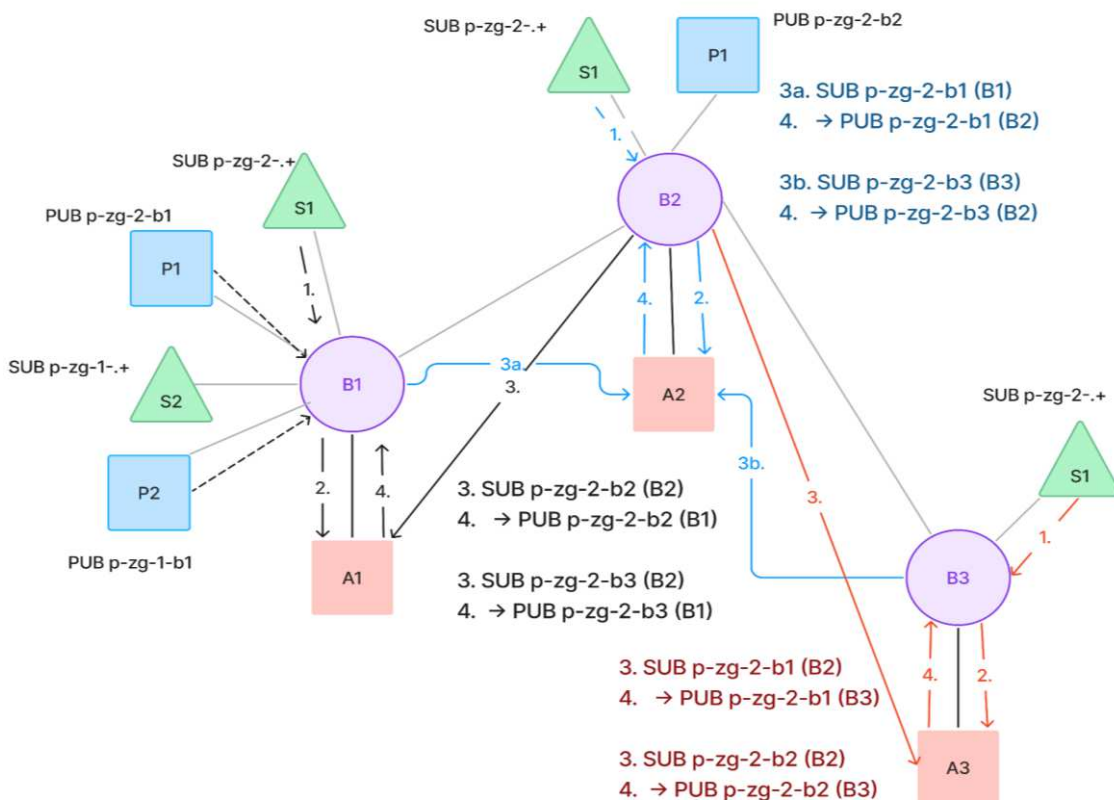 SUB p-zg-2-.+
PUB p-zg-2-b2
S1
P1
3a. SUB p-zg-2-b1 (B1)
4. → PUB p-zg-2-b1 (B2)
1.
SUB p-zg-2-.+
3b. SUB p-zg-2-b3 (B3)
4. → PUB p-zg-2-b3 (B2)
B2
S1
PUB p-zg-2-b1
P1
1.
4.
2.
SUB p-zg-1-.+
S2
B1
3a.
3.
A2
SUB p-zg-2-.+
3b.
S1
P2
2.
4.
3. SUB p-zg-2-b2 (B2)
4. → PUB p-zg-2-b2 (B1)
3.
1.
PUB p-zg-1-b1
A1
3. SUB p-zg-2-b3 (B2)
4. → PUB p-zg-2-b3 (B1)
B3
3. SUB p-zg-2-b1 (B2)
4. → PUB p-zg-2-b1 (B3)
4.
2.
3. SUB p-zg-2-b2 (B2)
4. → PUB p-zg-2-b2 (B3)
A3